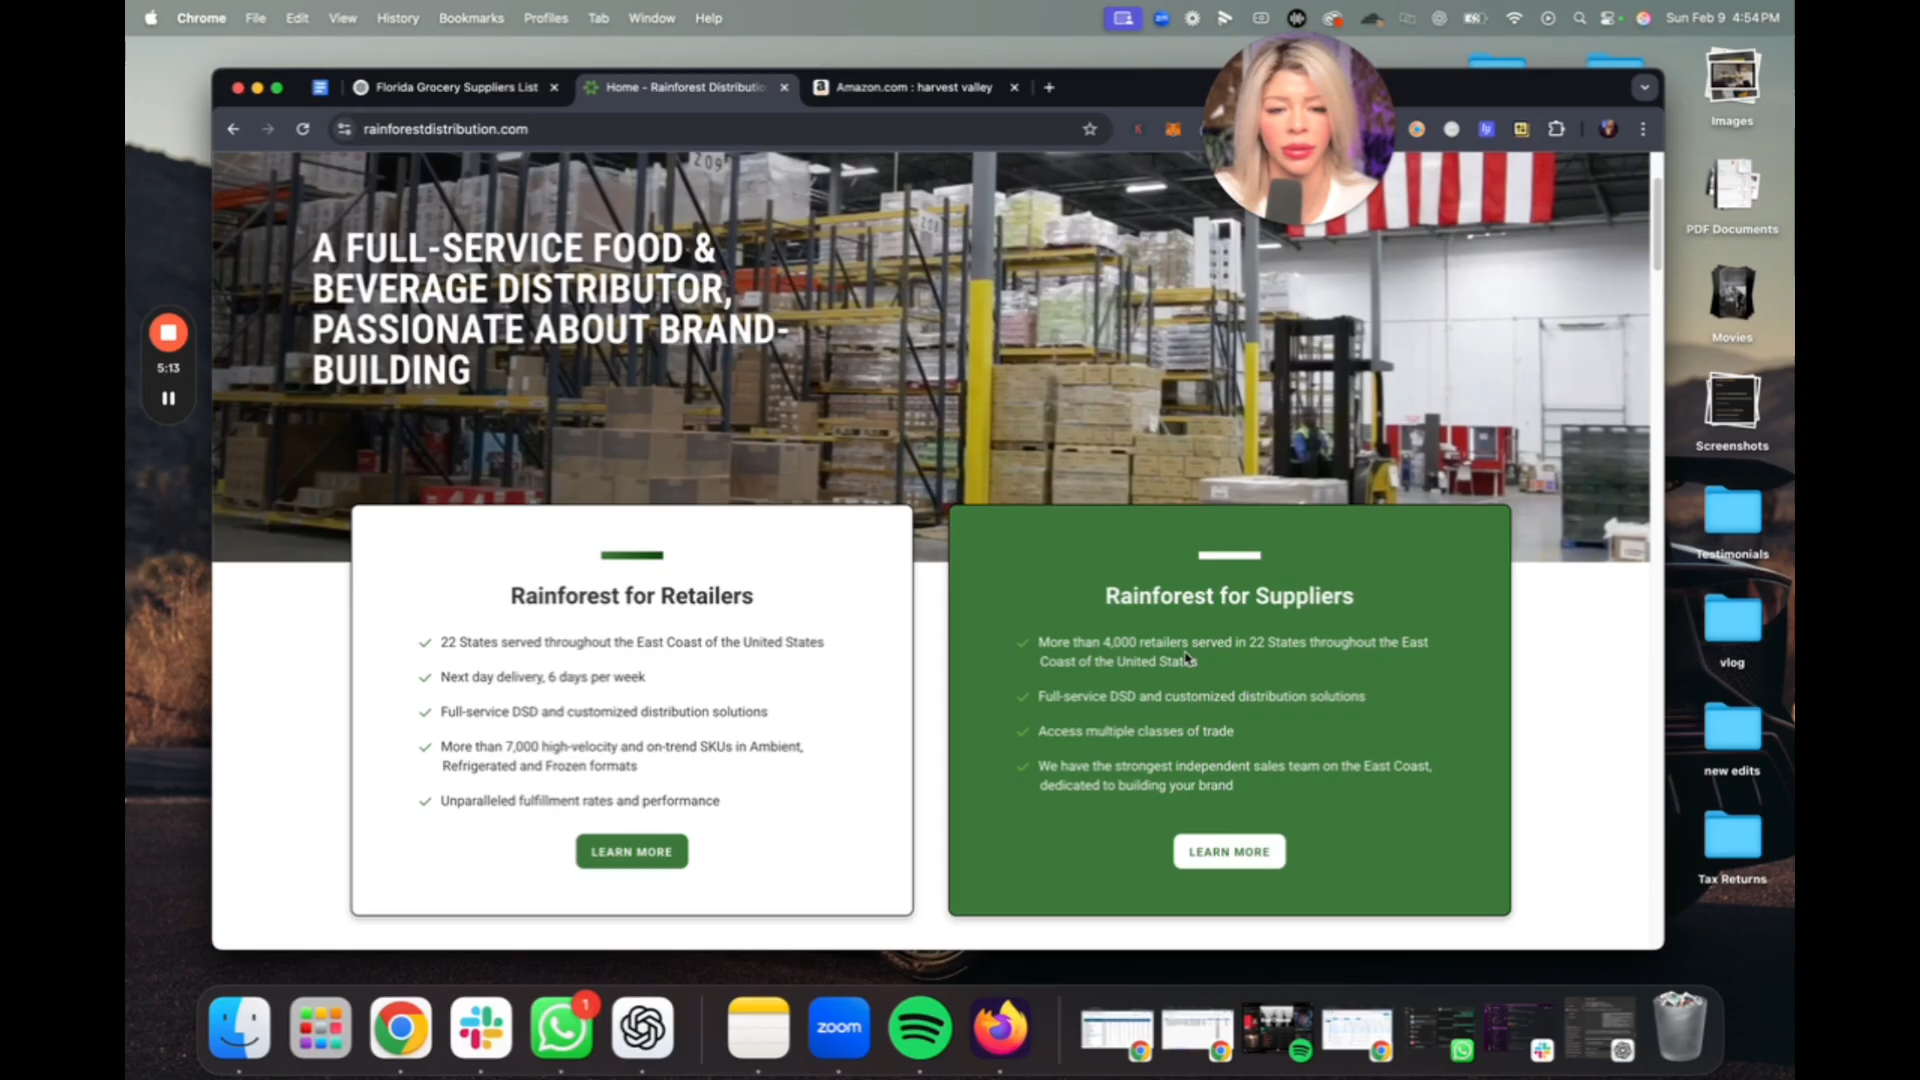 Chrome File Edit View History Bookmarks Profiles Tab Window Help
Sun Feb 9 4:54 PM
Florida Grocery Suppliers List
Home - Rainforest Distributio
Amazon.com : harvest valley
rainforestdistribution.com
A FULL-SERVICE FOOD &
BEVERAGE DISTRIBUTOR,
PASSIONATE ABOUT BRAND-
BUILDING
5:13
Rainforest for Retailers
22 States served throughout the East Coast of the United States
Next day delivery, 6 days per week
Full-service DSD and customized distribution solutions
More than 7,000 high-velocity and on-trend SKUs in Ambient,
Refrigerated and Frozen formats
Unparalleled fulfillment rates and performance
LEARN MORE
Rainforest for Suppliers
More than 4,000 retailers served in 22 States throughout the East
Coast of the United States
Full-service DSD and customized distribution solutions
Access multiple classes of trade
We have the strongest independent sales team on the East Coast,
dedicated to building your brand
LEARN MORE
Images
PDF Documents
Movies
Screenshots
Testimonials
vlog
new edits
Tax Returns
1
zoom